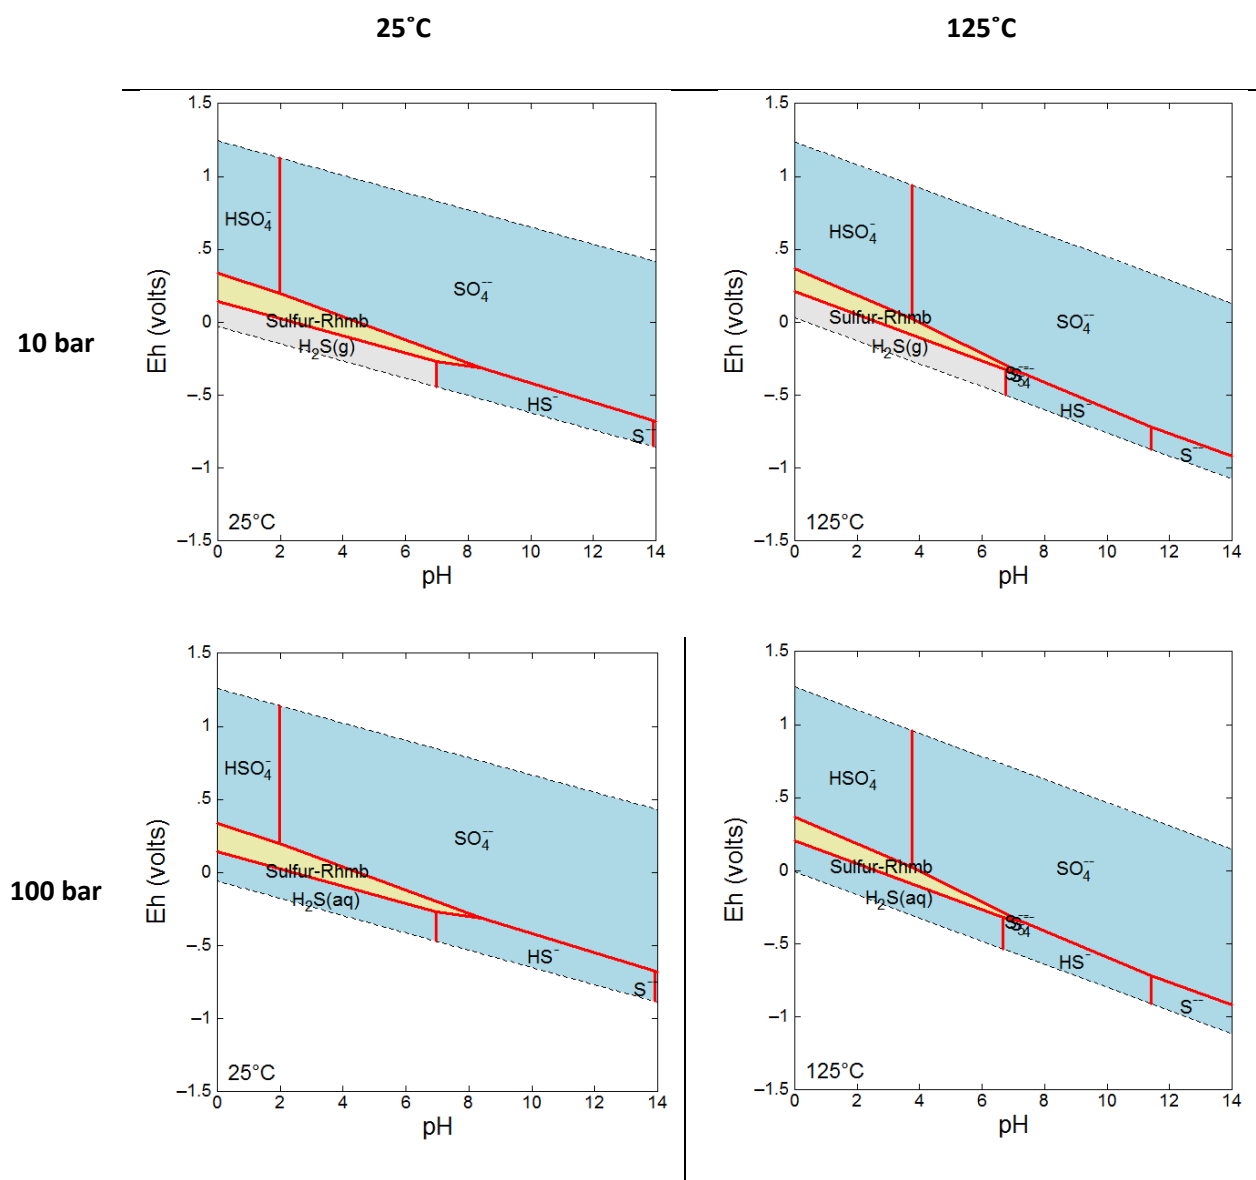 25˚C
125˚C
10 bar
1.5
1
.5
0
–.5
–1
–1.5
Eh (volts)
HSO₄⁻
SO₄⁻⁻
Sulfur-Rhmb
H₂S(g)
HS⁻
S⁻⁻
25°C
0 2 4 6 8 10 12 14
pH
1.5
1
.5
0
–.5
–1
–1.5
Eh (volts)
HSO₄⁻
SO₄⁻⁻
Sulfur-Rhmb
H₂S(g)
HS⁻
S⁻⁻
125°C
0 2 4 6 8 10 12 14
pH
100 bar
1.5
1
.5
0
–.5
–1
–1.5
Eh (volts)
HSO₄⁻
SO₄⁻⁻
Sulfur-Rhmb
H₂S(aq)
HS⁻
S⁻⁻
25°C
0 2 4 6 8 10 12 14
pH
1.5
1
.5
0
–.5
–1
–1.5
Eh (volts)
HSO₄⁻
SO₄⁻⁻
Sulfur-Rhmb
H₂S(aq)
HS⁻
S⁻⁻
125°C
0 2 4 6 8 10 12 14
pH